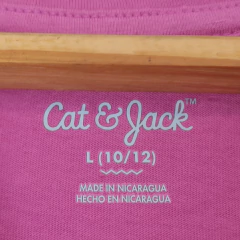 Cat & Jack™
L (10/12)
MADE IN NICARAGUA
HECHO EN NICARAGUA